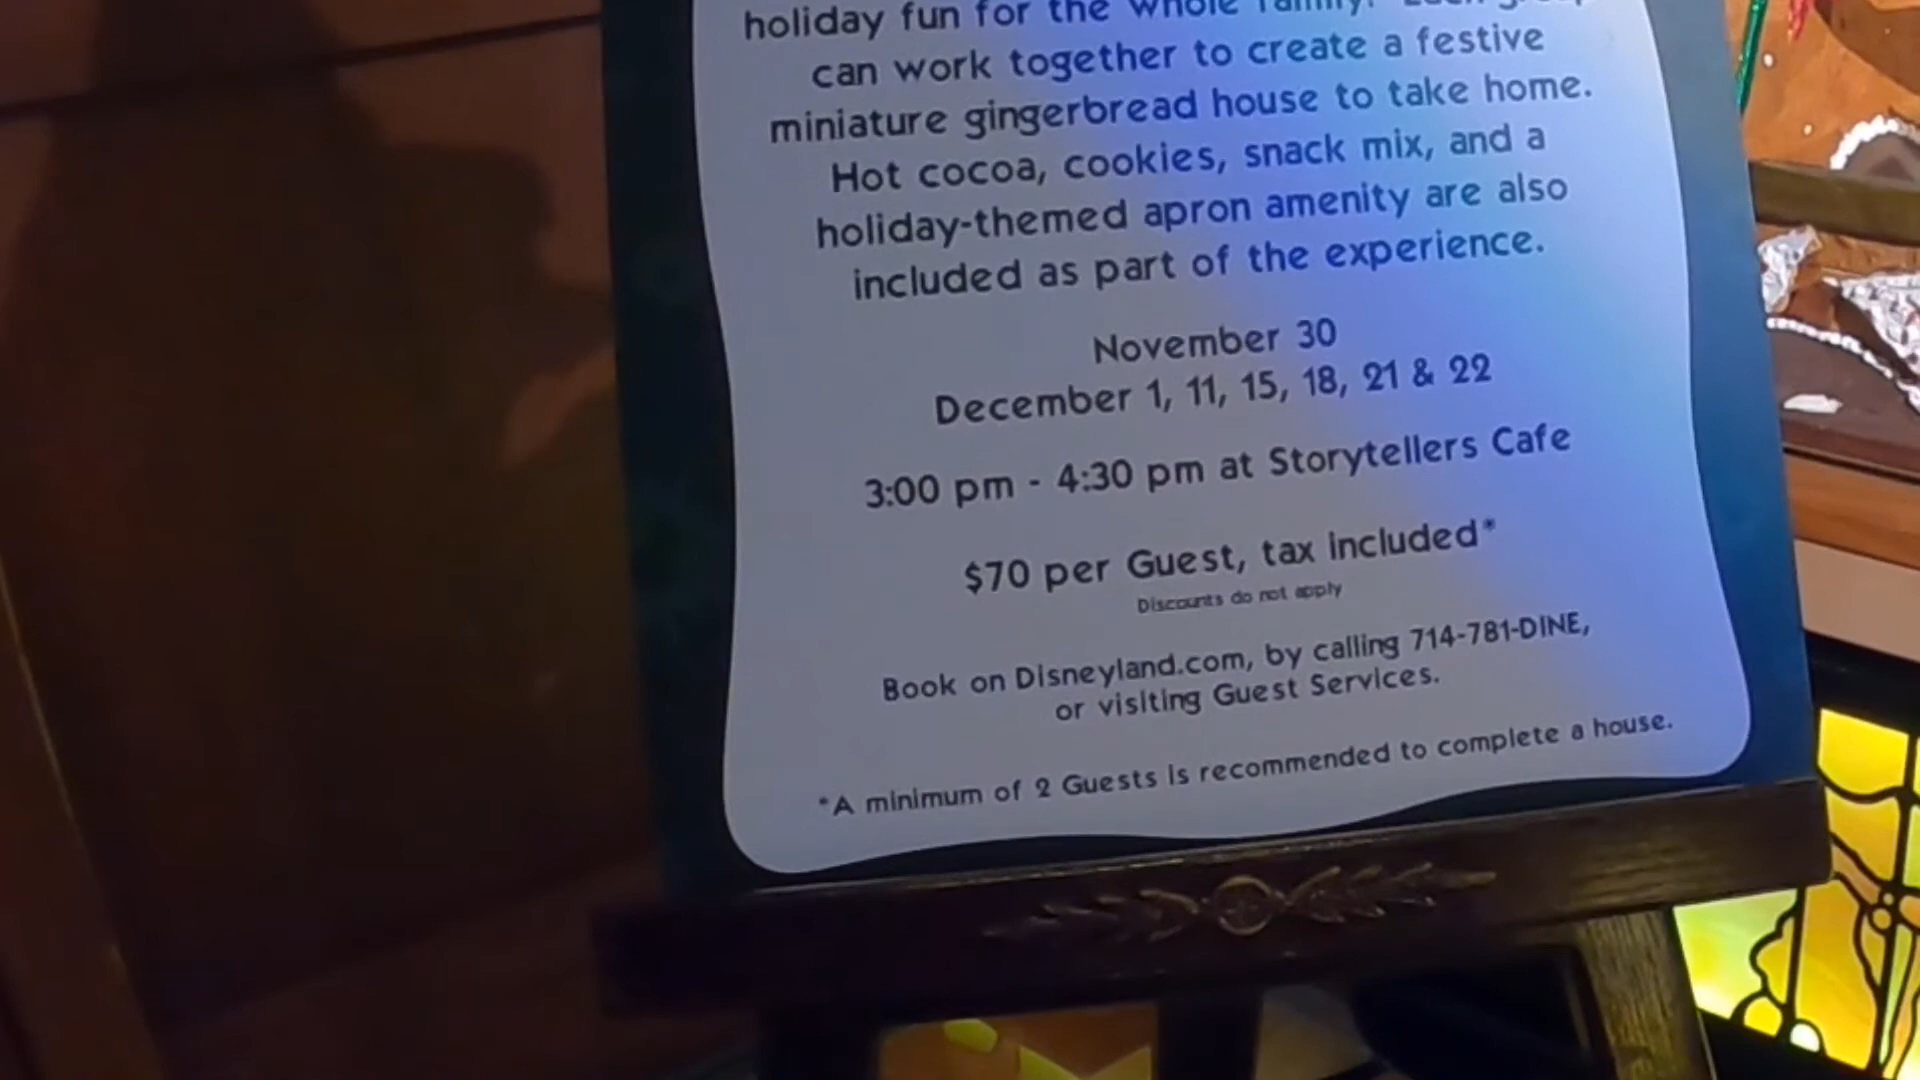 holiday fun for the whole family. Each group
can work together to create a festive
miniature gingerbread house to take home.
Hot cocoa, cookies, snack mix, and a
holiday-themed apron amenity are also
included as part of the experience.
November 30
December 1, 11, 15, 18, 21 & 22
3:00 pm - 4:30 pm at Storytellers Cafe
$70 per Guest, tax included*
Discounts do not apply
Book on Disneyland.com, by calling 714-781-DINE,
or visiting Guest Services.
*A minimum of 2 Guests is recommended to complete a house.